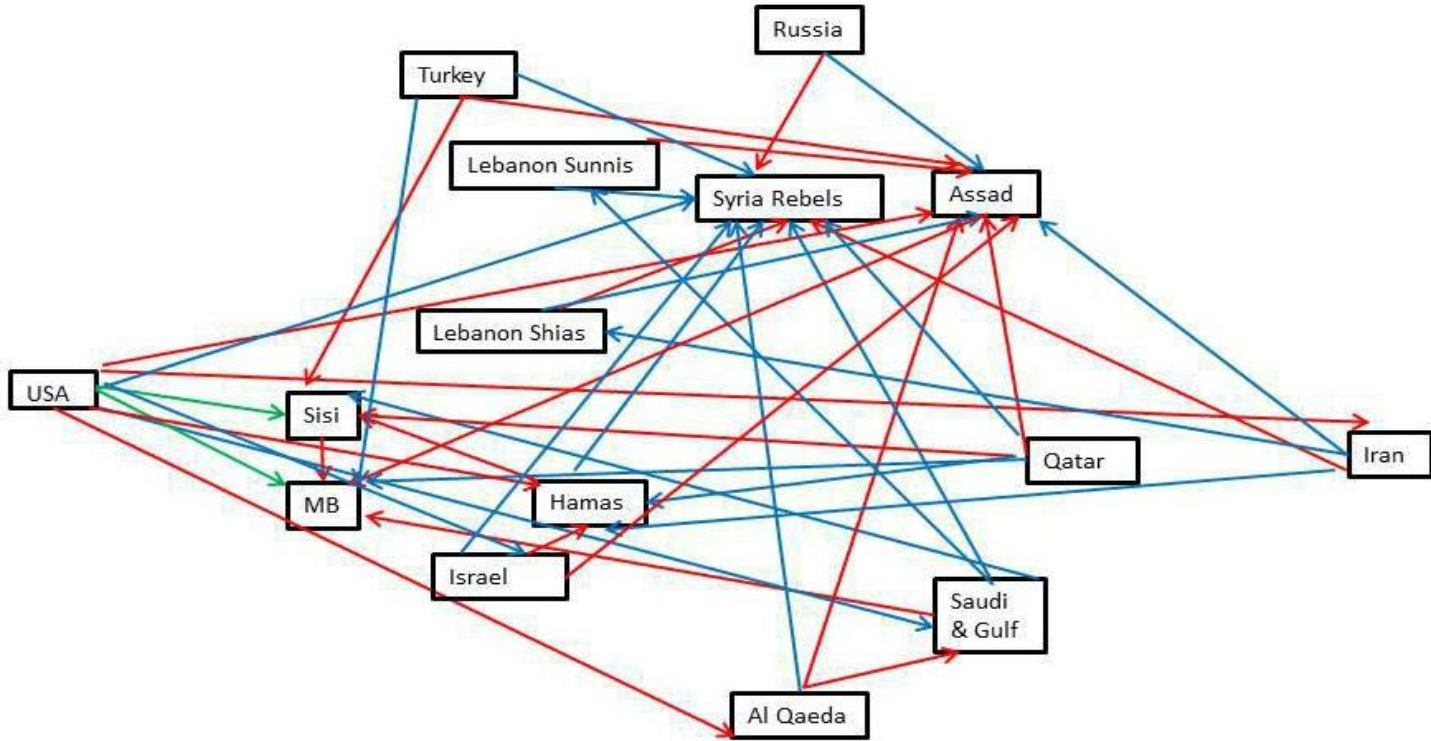 Russia
Turkey
Lebanon Sunnis
Syria Rebels
Assad
Lebanon Shias
USA
Sisi
Qatar
Iran
MB
Hamas
Israel
Saudi
& Gulf
Al Qaeda